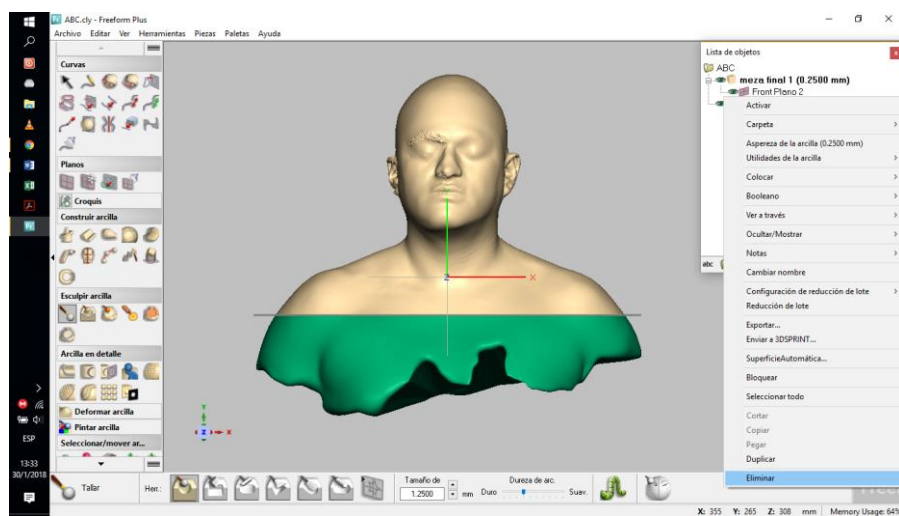 ABC.cly - Freeform Plus
Archivo Editar Ver Herramientas Piezas Paletas Ayuda
Curvas
Planos
Croquis
Construir arcilla
Esculpir arcilla
Arcilla en detalle
Deformar arcilla
Pintar arcilla
Seleccionar/mover ar...
Lista de objetos
ABC
meza final 1 (0.2500 mm)
Front Plano 2
Activar
Carpeta
Aspereza de la arcilla (0.2500 mm)
Utilidades de la arcilla
Colocar
Booleano
Ver a través
Ocultar/Mostrar
Notas
abc
Cambiar nombre
Configuración de reducción de lote
Reducción de lote
Exportar...
Enviar a 3DSPRINT...
SuperficieAutomática...
Bloquear
Seleccionar todo
Cortar
Copiar
Pegar
Duplicar
Eliminar
Z X
Y
Z X
Tallar
Herr.:
Tamaño de
1.2500 mm
Dureza de arc.
Duro Suav.
X: 355 Y: 265 Z: 308 mm Memory Usage: 64%
ESP
13:33
30/1/2018